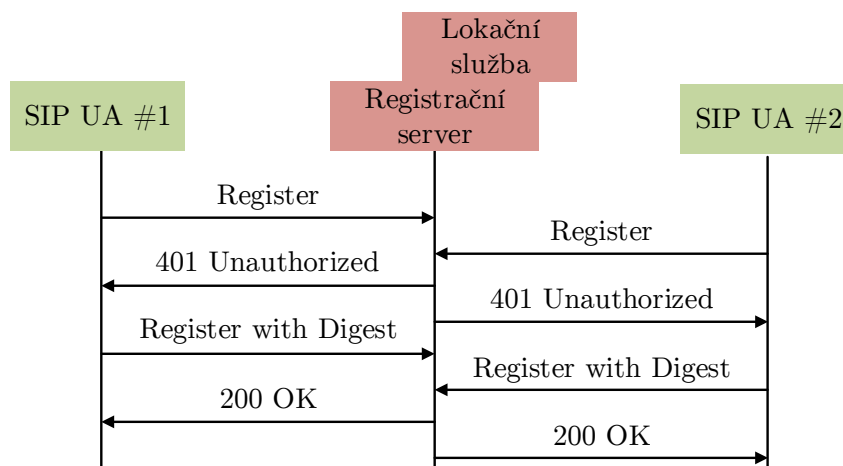 Lokační
služba
SIP UA #1
Registrační
server
SIP UA #2
Register
Register
401 Unauthorized
401 Unauthorized
Register with Digest
Register with Digest
200 OK
200 OK